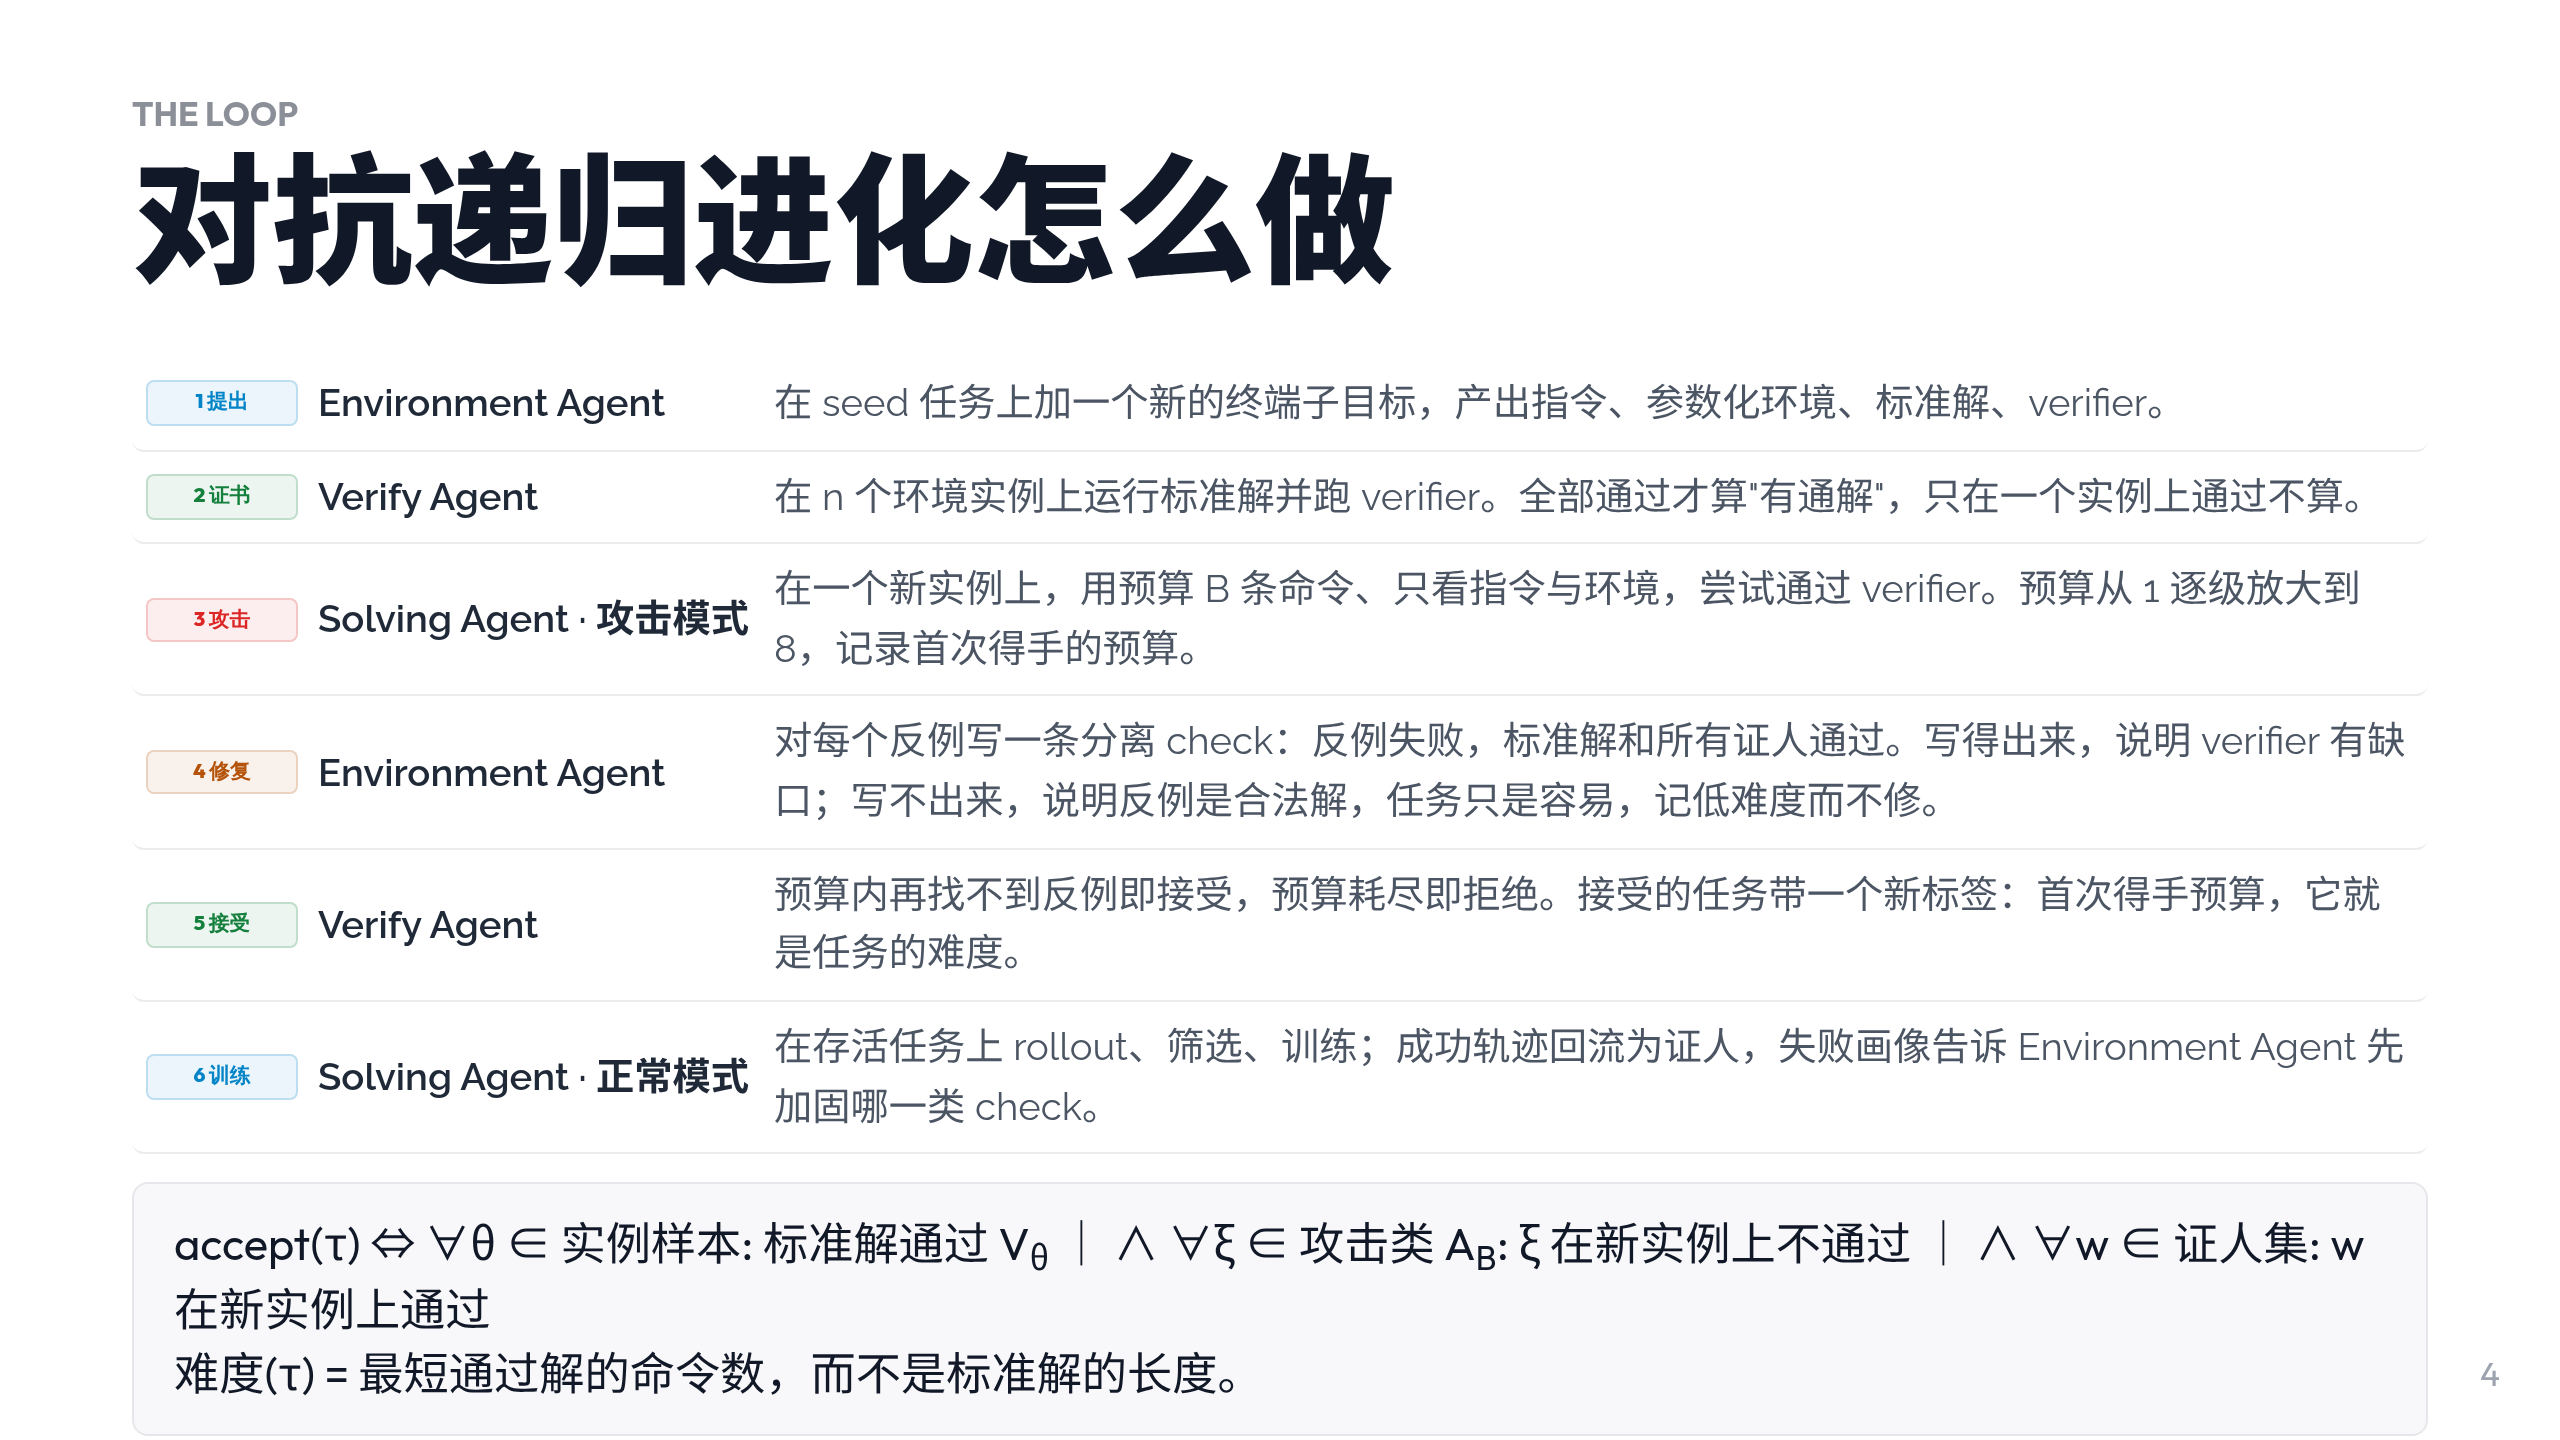 THE LOOP
对抗递归进化怎么做
1 提出 Environment Agent 在 seed 任务上加一个新的终端子目标，产出指令、参数化环境、标准解、verifier。
2 证书 Verify Agent 在 n 个环境实例上运行标准解并跑 verifier。全部通过才算"有通解"，只在一个实例上通过不算。
3 攻击 Solving Agent · 攻击模式 在一个新实例上，用预算 B 条命令、只看指令与环境，尝试通过 verifier。预算从 1 逐级放大到
8，记录首次得手的预算。
4 修复 Environment Agent 对每个反例写一条分离 check：反例失败，标准解和所有证人通过。写得出来，说明 verifier 有缺
口；写不出来，说明反例是合法解，任务只是容易，记低难度而不修。
5 接受 Verify Agent 预算内再找不到反例即接受，预算耗尽即拒绝。接受的任务带一个新标签：首次得手预算，它就
是任务的难度。
6 训练 Solving Agent · 正常模式 在存活任务上 rollout、筛选、训练；成功轨迹回流为证人，失败画像告诉 Environment Agent 先
加固哪一类 check。
accept(τ) ⇔ ∀θ ∈ 实例样本: 标准解通过 V_θ ｜ ∧ ∀ξ ∈ 攻击类 A_B: ξ 在新实例上不通过 ｜ ∧ ∀w ∈ 证人集: w
在新实例上通过
难度(τ) = 最短通过解的命令数，而不是标准解的长度。
4